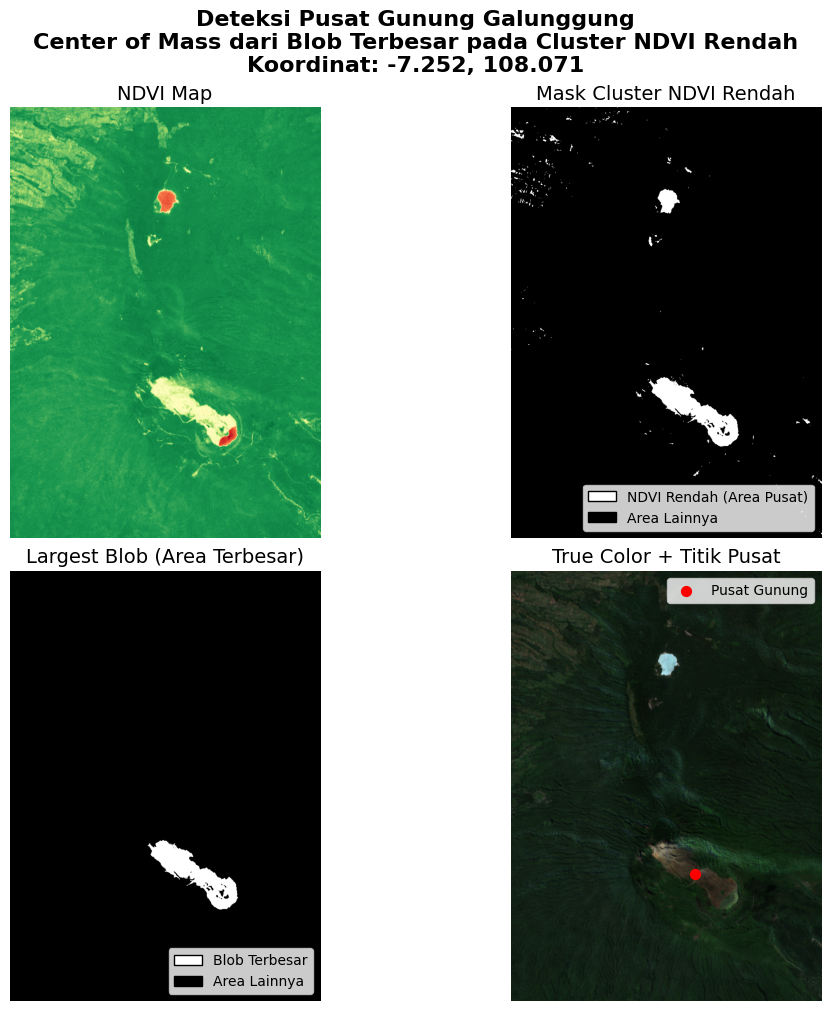 Deteksi Pusat Gunung Galunggung
Center of Mass dari Blob Terbesar pada Cluster NDVI Rendah
Koordinat: -7.252, 108.071
NDVI Map
Mask Cluster NDVI Rendah
NDVI Rendah (Area Pusat)
Area Lainnya
Largest Blob (Area Terbesar)
Blob Terbesar
Area Lainnya
True Color + Titik Pusat
Pusat Gunung